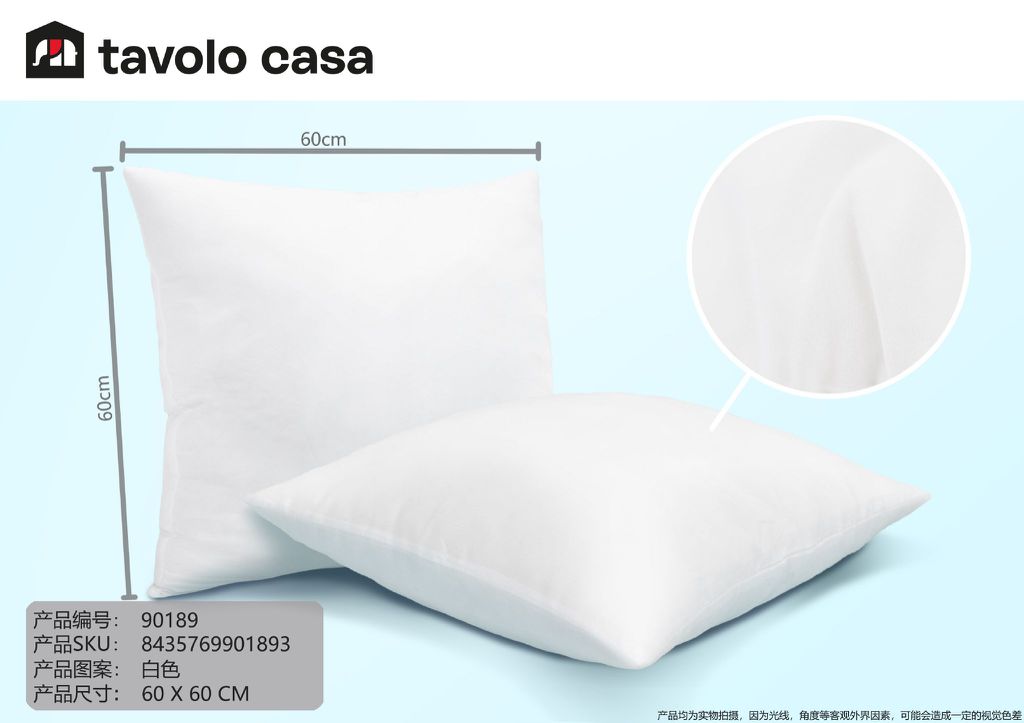 tavolo casa
60cm
60cm
产品编号: 90189
产品SKU: 8435769901893
产品图案: 白色
产品尺寸: 60 X 60 CM
产品均为实物拍摄，因为光线，角度等客观外界因素，可能会造成一定的视觉色差